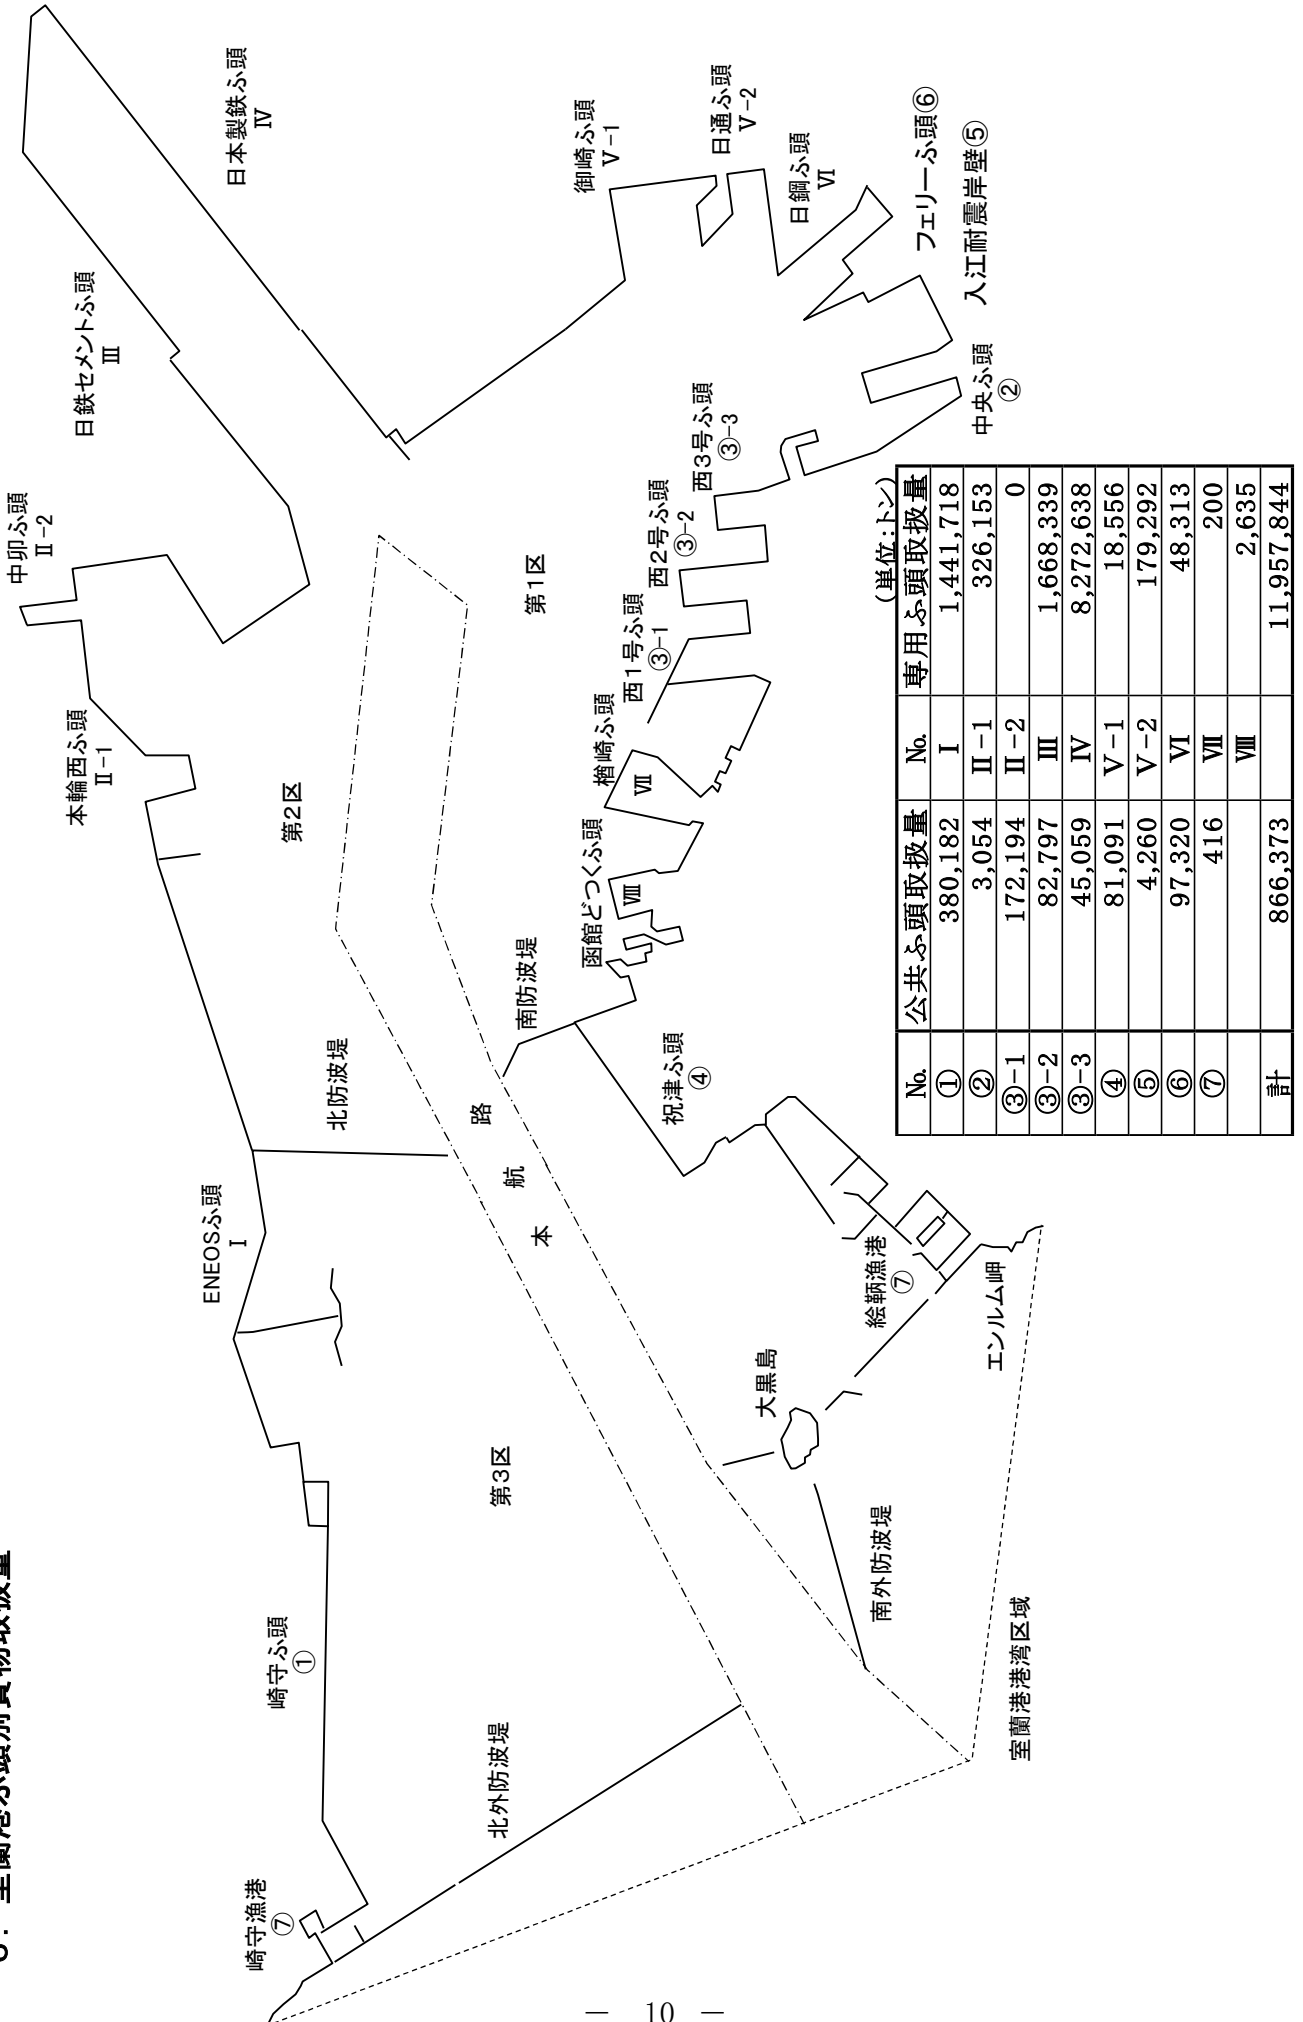 室蘭港ふ頭別貨物取扱量
日本製鉄ふ頭
Ⅳ
日鉄セメントふ頭
Ⅲ
中卯ふ頭
Ⅱ-2
本輪西ふ頭
Ⅱ-1
ENEOSふ頭
Ⅰ
崎守ふ頭
①
崎守漁港
⑦
御崎ふ頭
Ⅴ-1
日通ふ頭
Ⅴ-2
日鋼ふ頭
Ⅵ
フェリーふ頭⑥
入江耐震岸壁⑤
中央ふ頭
②
西3号ふ頭
③-3
西2号ふ頭
③-2
西1号ふ頭
③-1
楢崎ふ頭
Ⅶ
函館どつくふ頭
Ⅷ
祝津ふ頭
④
絵鞆漁港
⑦
エンルム岬
大黒島
第1区
第2区
第3区
北防波堤
南防波堤
本航路
北外防波堤
南外防波堤
室蘭港港湾区域
(単位:トン)
No. 公共ふ頭取扱量 No. 専用ふ頭取扱量
① 380,182 Ⅰ 1,441,718
② 3,054 Ⅱ-1 326,153
③-1 172,194 Ⅱ-2 0
③-2 82,797 Ⅲ 1,668,339
③-3 45,059 Ⅳ 8,272,638
④ 81,091 Ⅴ-1 18,556
⑤ 4,260 Ⅴ-2 179,292
⑥ 97,320 Ⅵ 48,313
⑦ 416 Ⅶ 200
Ⅷ 2,635
計 866,373 11,957,844
― 10 ―